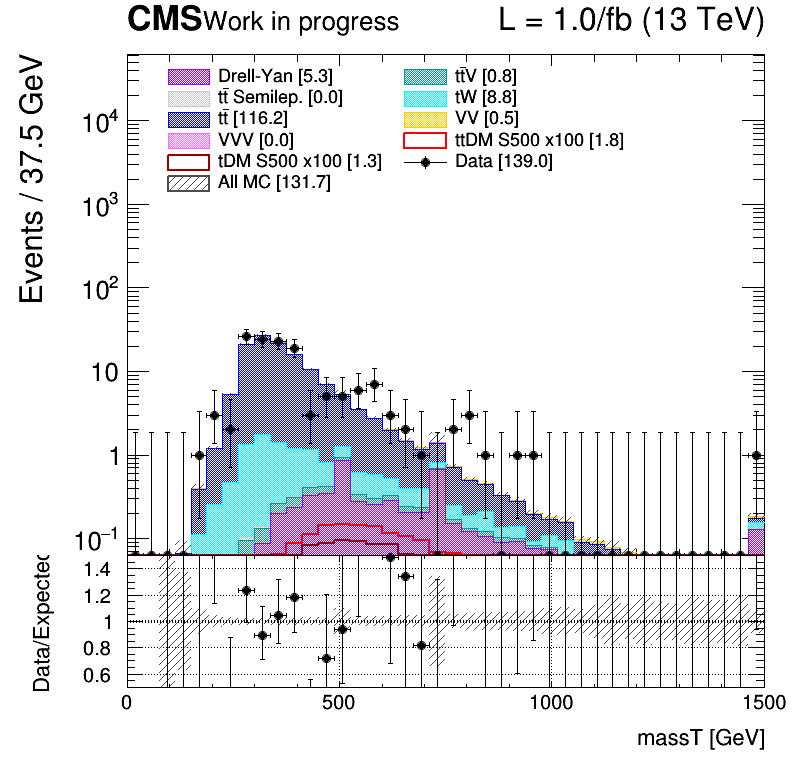 CMS Work in progress L = 1.0/fb (13 TeV)
Events / 37.5 GeV
Drell-Yan [5.3] tt̄V [0.8]
tt̄ Semilep. [0.0] tW [8.8]
tt̄ [116.2] VV [0.5]
VVV [0.0] ttDM S500 x100 [1.8]
tDM S500 x100 [1.3] Data [139.0]
All MC [131.7]
10⁴
10³
10²
10
1
10⁻¹
Data/Expected
1.4
1.2
1
0.8
0.6
0 500 1000 1500
massT [GeV]